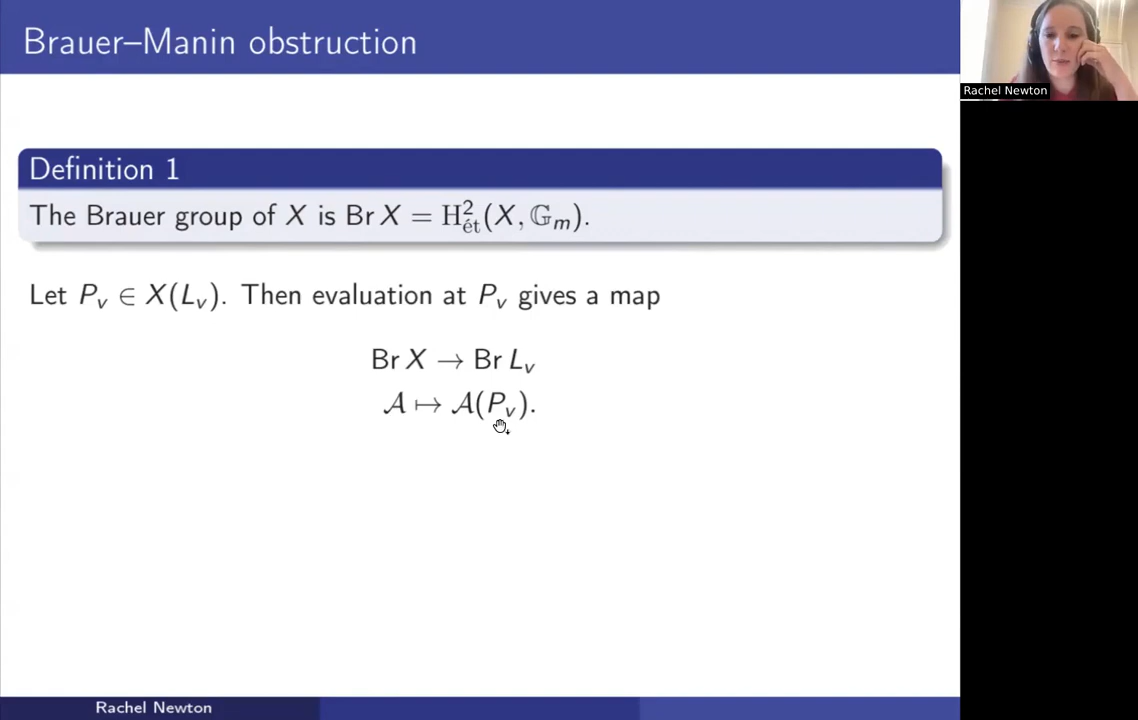 Brauer–Manin obstruction
Rachel Newton
Definition 1
The Brauer group of X is Br X = H²ét(X, 𝔾m).
Let Pv ∈ X(Lv). Then evaluation at Pv gives a map
Br X → Br Lv
𝒜 ↦ 𝒜(Pv).
Rachel Newton